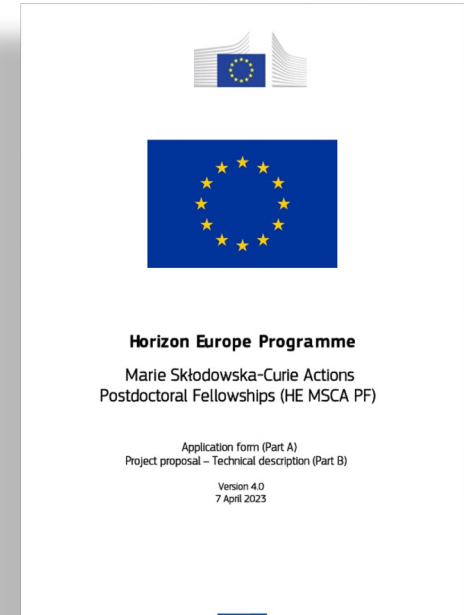 Horizon Europe Programme
Marie Skłodowska-Curie Actions
Postdoctoral Fellowships (HE MSCA PF)
Application form (Part A)
Project proposal – Technical description (Part B)
Version 4.0
7 April 2023